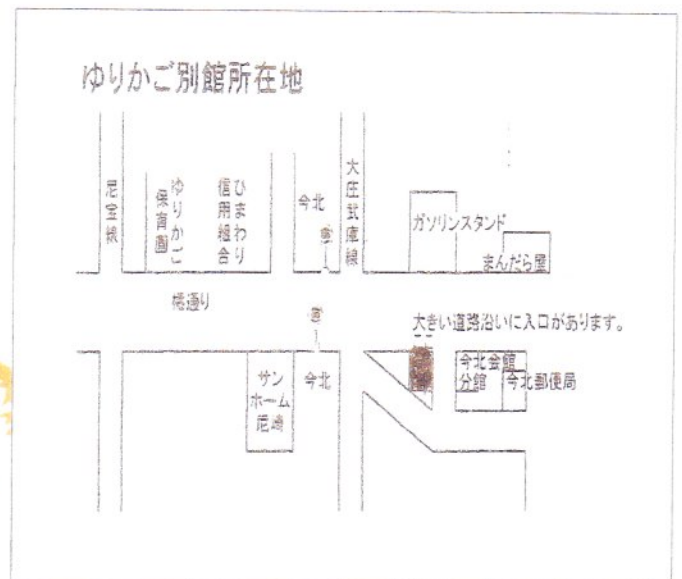 ゆりかご別館所在地
尼宝線
ゆりかご
保育園
ひまわり
信用組合
今北
大庄武庫線
ガソリンスタンド
まんだら屋
橘通り
大きい道路沿いに入口があります。
サン
ホーム
尼崎
今北
今北会館
分館
今北郵便局